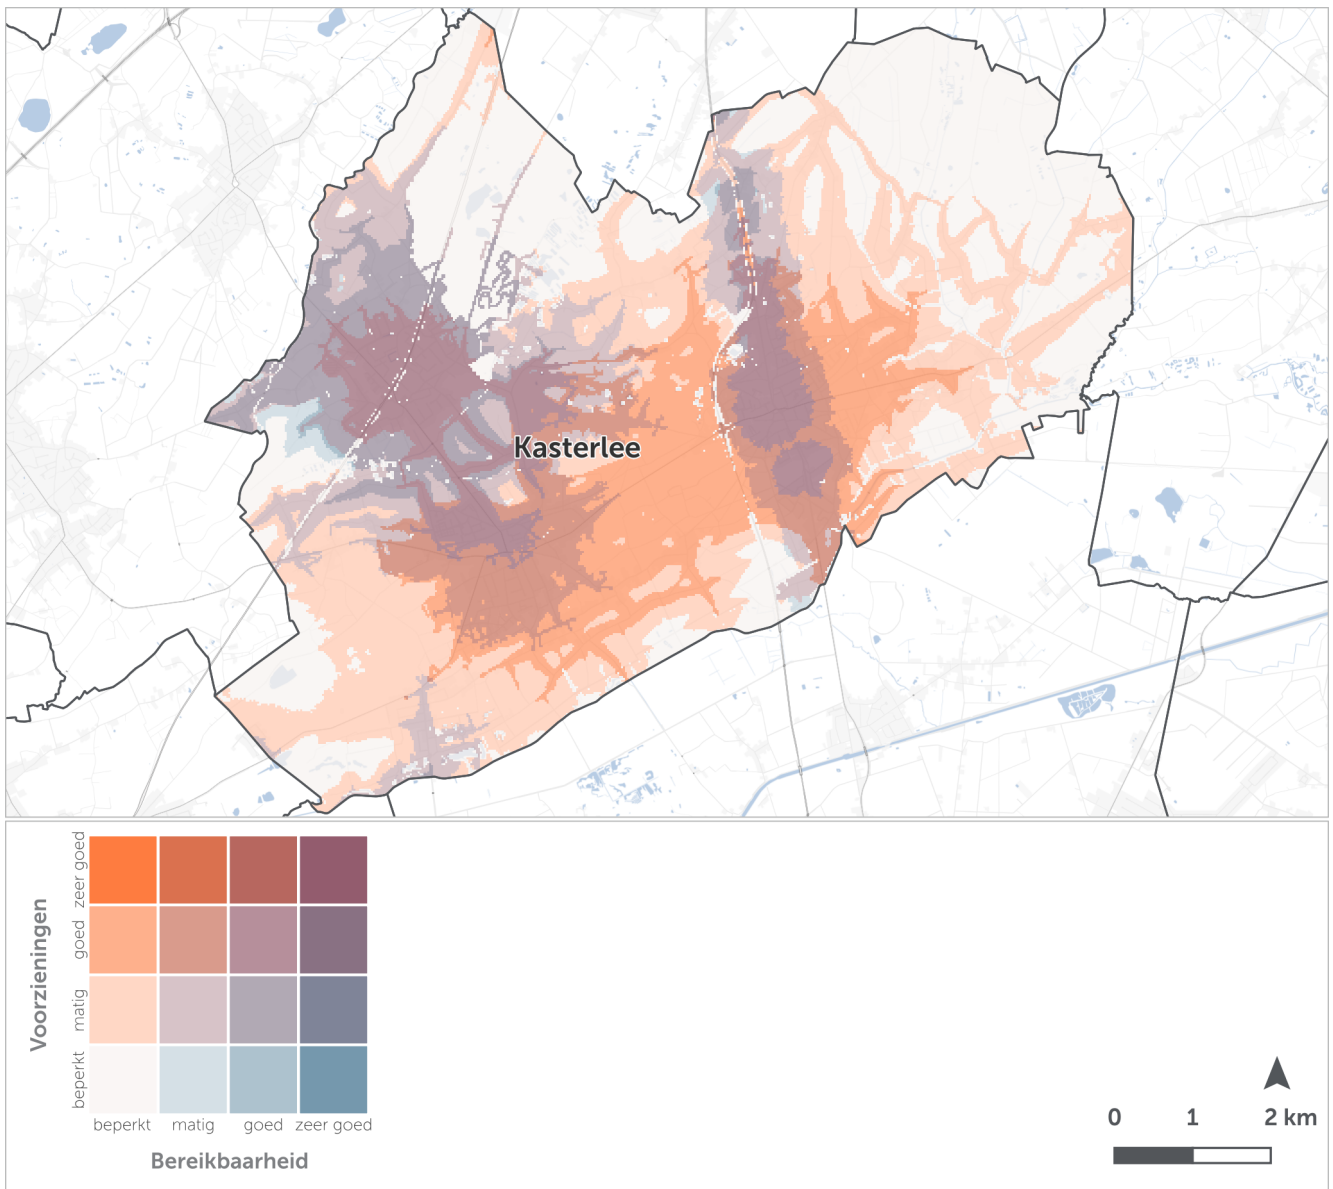 Kasterlee
Voorzieningen
zeer goed
goed
matig
beperkt
beperkt matig goed zeer goed
Bereikbaarheid
0 1 2 km